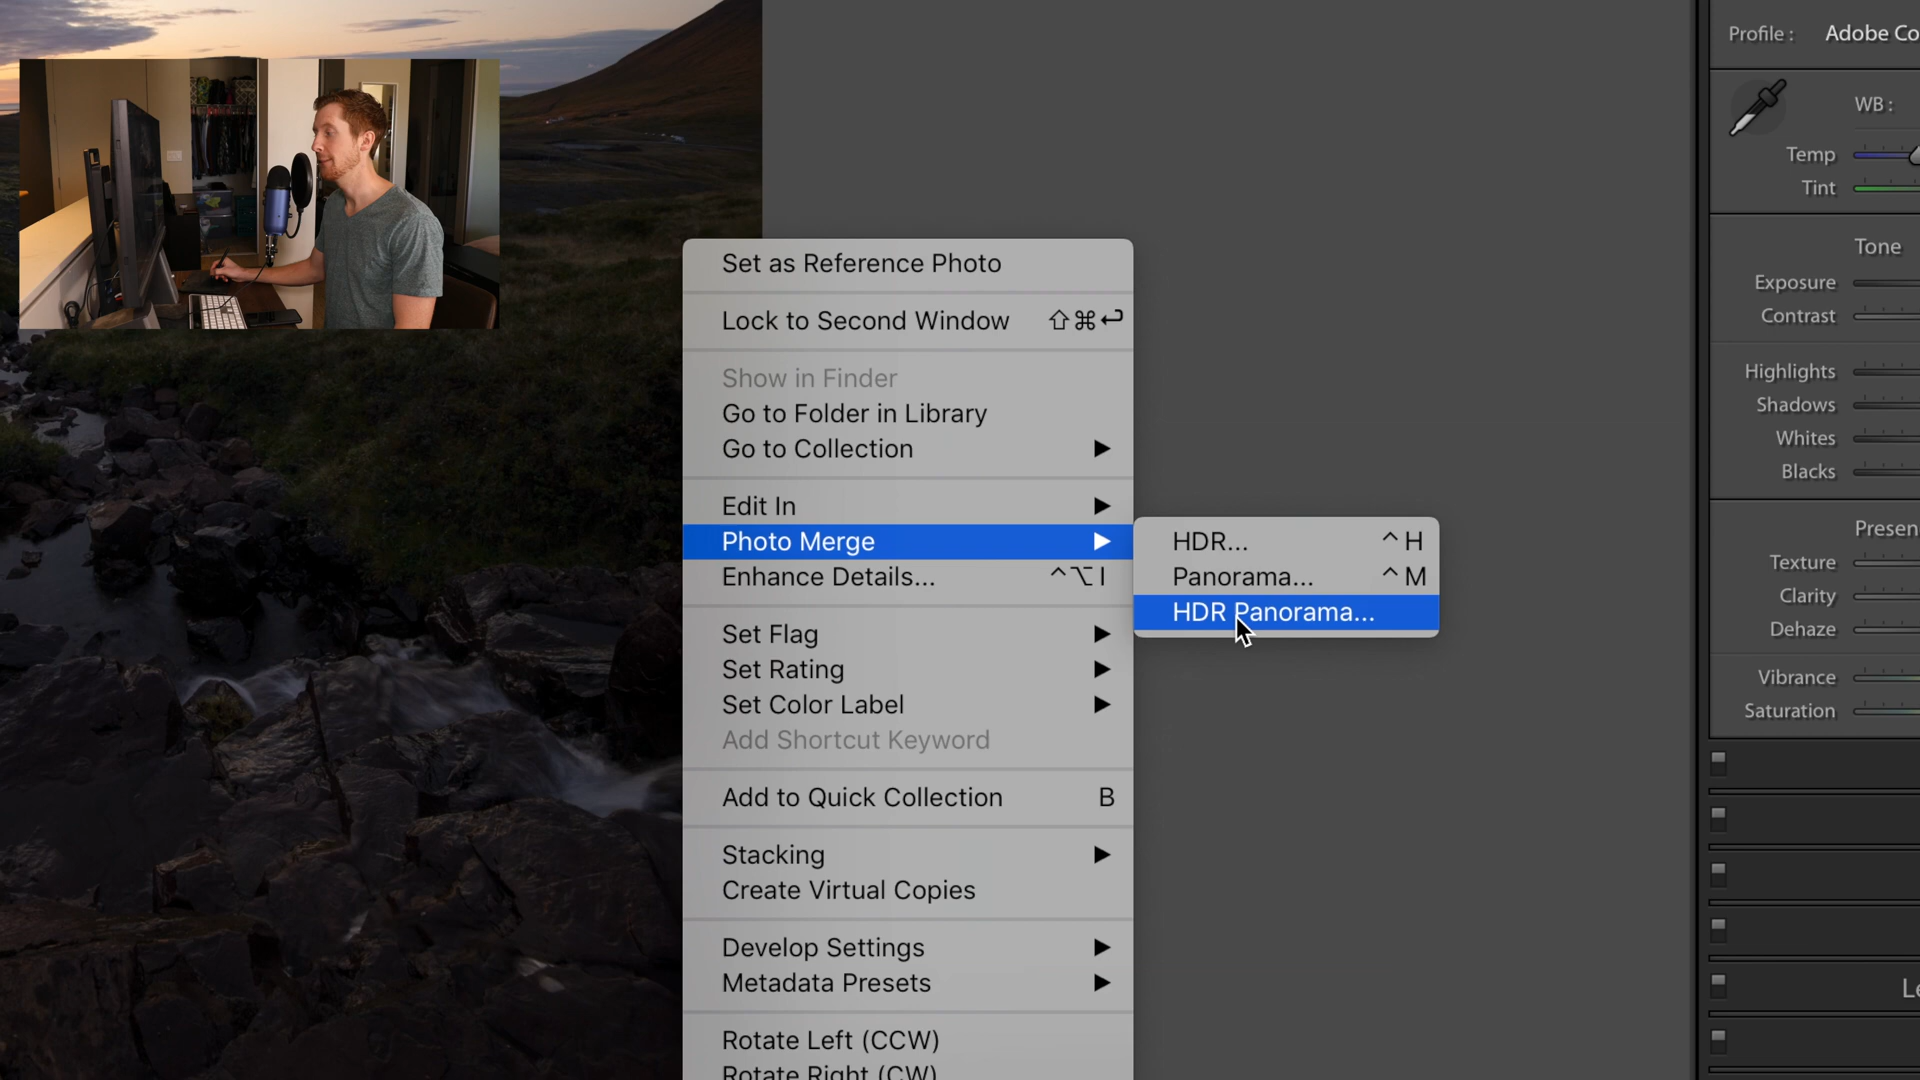 Set as Reference Photo
Lock to Second Window ⇧⌘↩
Show in Finder
Go to Folder in Library
Go to Collection ▶
Edit In ▶
Photo Merge ▶
Enhance Details... ^⌥I
Set Flag ▶
Set Rating ▶
Set Color Label ▶
Add Shortcut Keyword
Add to Quick Collection B
Stacking ▶
Create Virtual Copies
Develop Settings ▶
Metadata Presets ▶
Rotate Left (CCW)
Rotate Right (CW)
HDR... ^H
Panorama... ^M
HDR Panorama...
Profile : Adobe Co
WB :
Temp
Tint
Tone
Exposure
Contrast
Highlights
Shadows
Whites
Blacks
Presen
Texture
Clarity
Dehaze
Vibrance
Saturation
Le